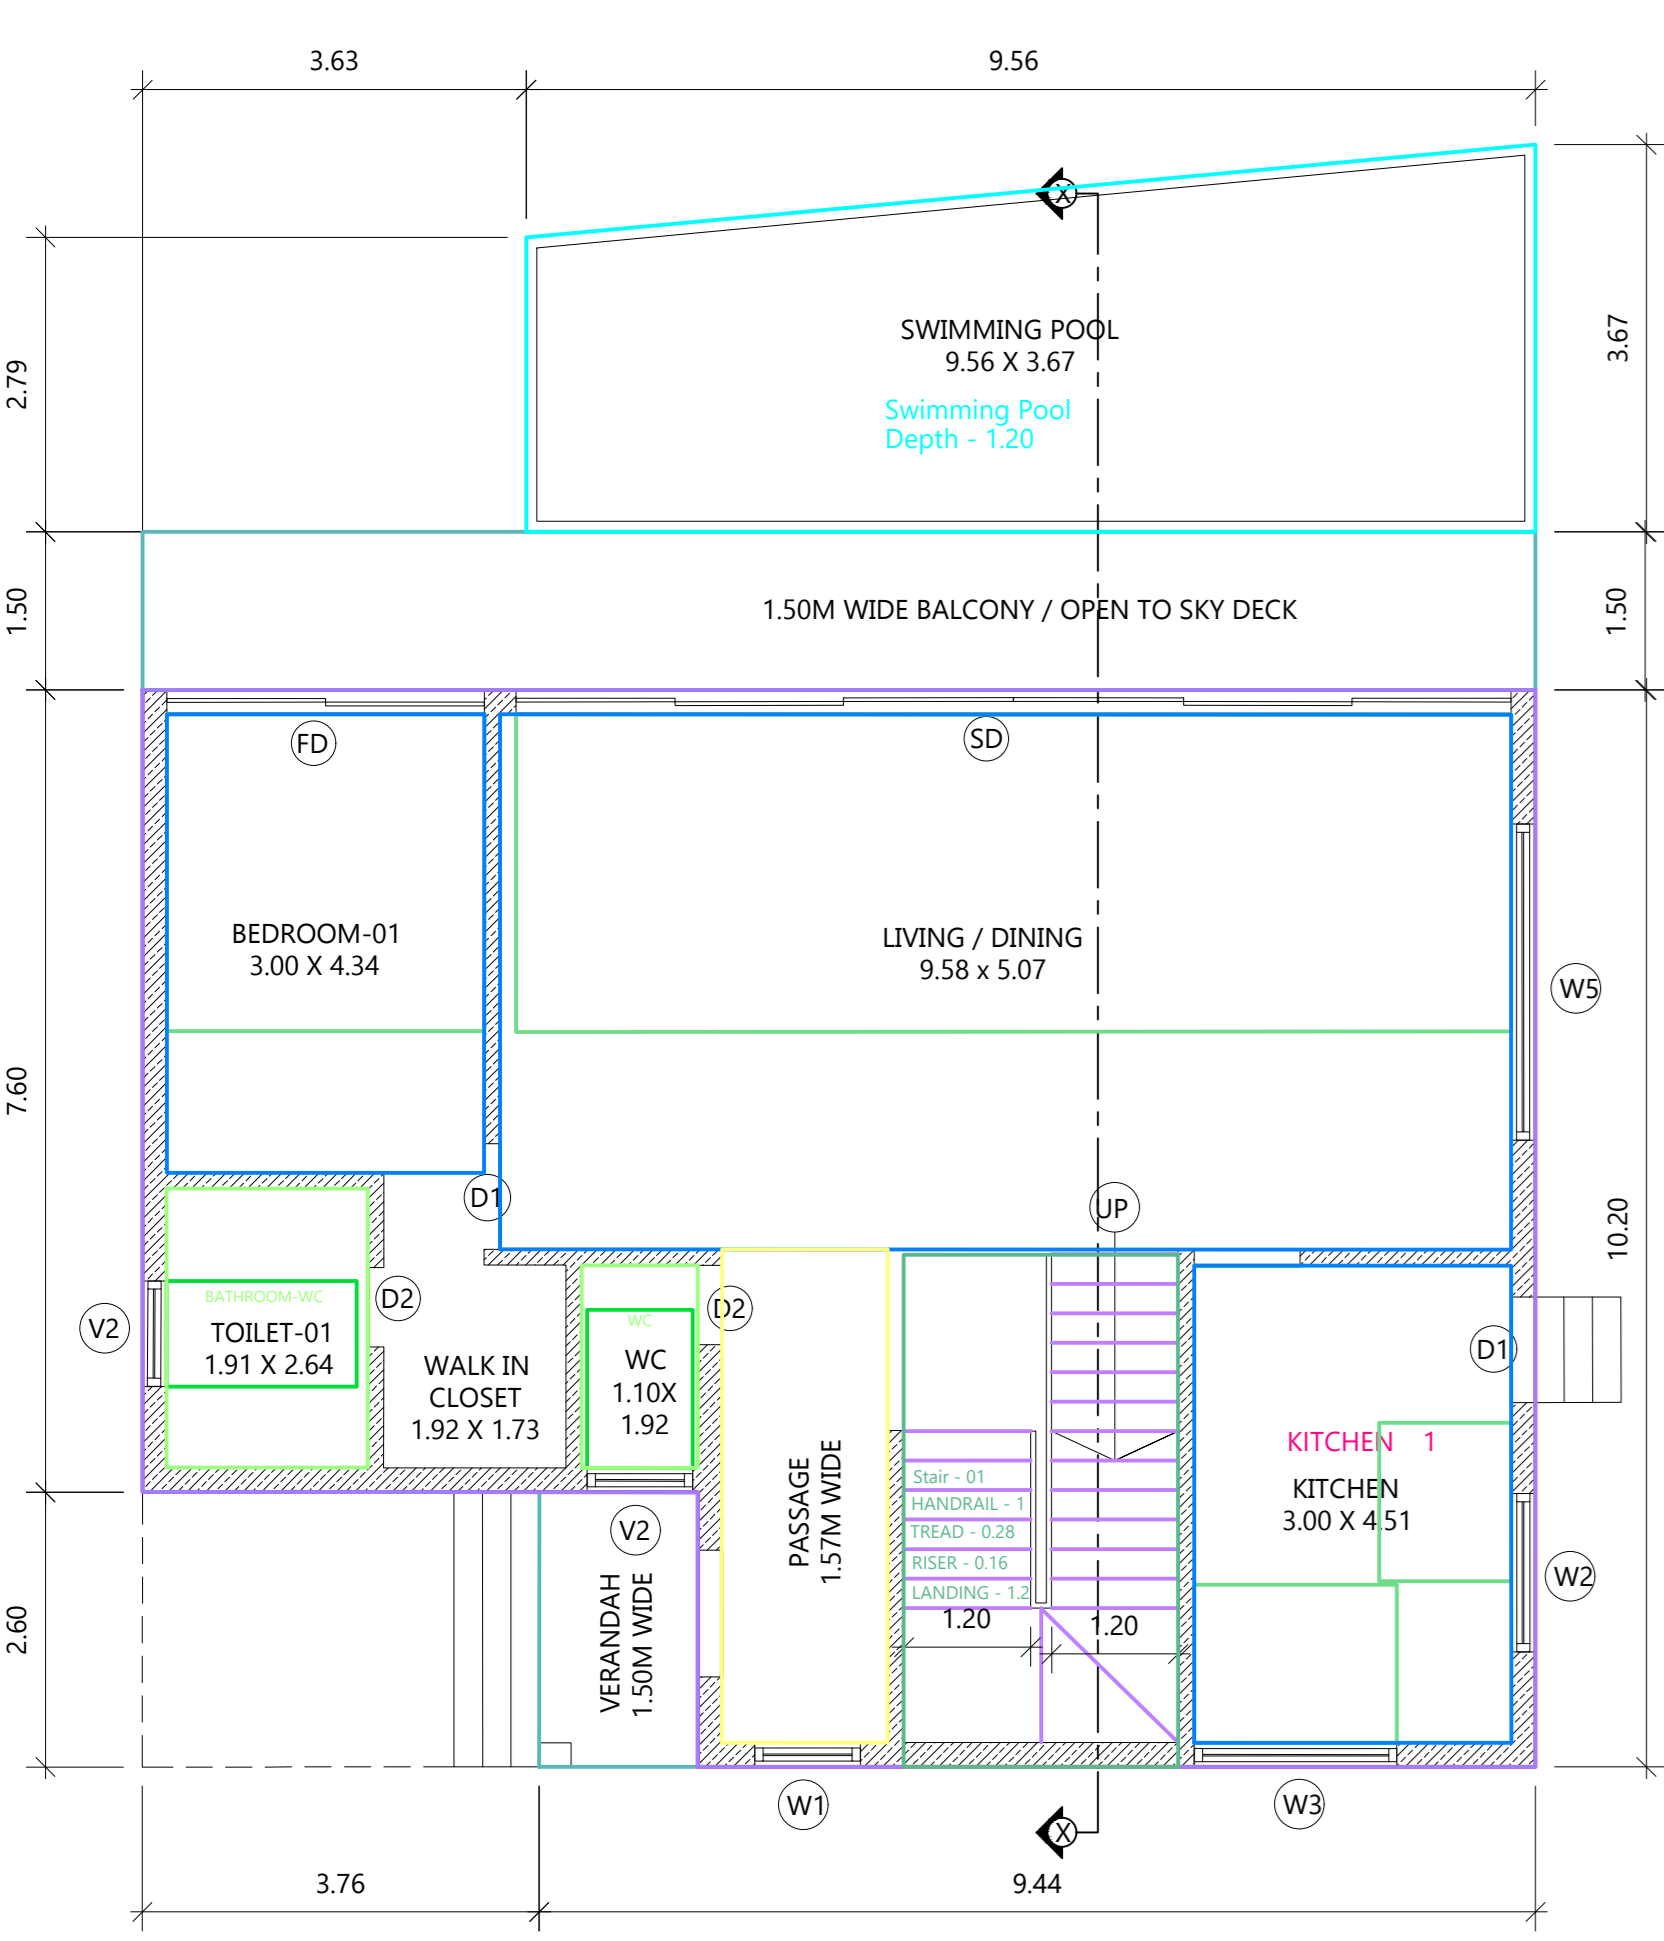 3.63
9.56
X
SWIMMING POOL
9.56 X 3.67
Swimming Pool
Depth - 1.20
2.79
3.67
1.50
1.50M WIDE BALCONY / OPEN TO SKY DECK
1.50
FD
SD
BEDROOM-01
3.00 X 4.34
LIVING / DINING
9.58 x 5.07
W5
7.60
D1
UP
10.20
BATHROOM-WC
D2
D2
V2
TOILET-01
1.91 X 2.64
WC
WC
1.10X
1.92
D1
WALK IN
CLOSET
1.92 X 1.73
KITCHEN 1
KITCHEN
3.00 X 4.51
PASSAGE
1.57M WIDE
Stair - 01
HANDRAIL - 1
TREAD - 0.28
RISER - 0.16
LANDING - 1.2
1.20
1.20
V2
W2
VERANDAH
1.50M WIDE
2.60
W1
W3
X
3.76
9.44